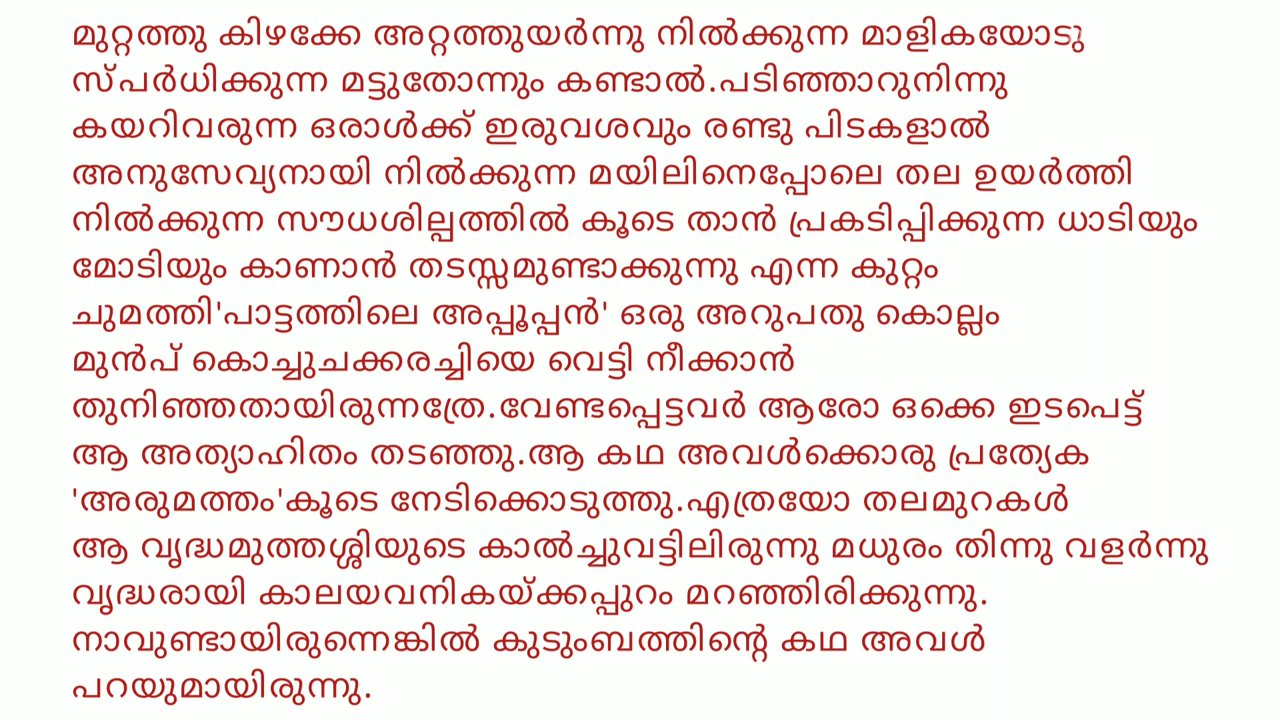 മുറ്റത്തു കിഴക്കേ അറ്റത്തുയർന്നു നിൽക്കുന്ന മാളികയോടു
സ്പർധിക്കുന്ന മട്ടുതോന്നും കണ്ടാൽ.പടിഞ്ഞാറുനിന്നു
കയറിവരുന്ന ഒരാൾക്ക് ഇരുവശവും രണ്ടു പിടകളാൽ
അനുസേവ്യനായി നിൽക്കുന്ന മയിലിനെപ്പോലെ തല ഉയർത്തി
നിൽക്കുന്ന സൗധശില്പത്തിൽ കൂടെ താൻ പ്രകടിപ്പിക്കുന്ന ധാടിയും
മോടിയും കാണാൻ തടസ്സമുണ്ടാക്കുന്നു എന്ന കുറ്റം
ചുമത്തി'പാട്ടത്തിലെ അപ്പൂപ്പൻ' ഒരു അറുപതു കൊല്ലം
മുൻപ് കൊച്ചുചക്കരച്ചിയെ വെട്ടി നീക്കാൻ
തുനിഞ്ഞതായിരുന്നത്രേ.വേണ്ടപ്പെട്ടവർ ആരോ ഒക്കെ ഇടപെട്ട്
ആ അത്യാഹിതം തടഞ്ഞു.ആ കഥ അവൾക്കൊരു പ്രത്യേക
'അരുമത്തം'കൂടെ നേടിക്കൊടുത്തു.എത്രയോ തലമുറകൾ
ആ വൃദ്ധമുത്തശ്ശിയുടെ കാൽച്ചുവട്ടിലിരുന്നു മധുരം തിന്നു വളർന്നു
വൃദ്ധരായി കാലയവനികയ്ക്കപ്പുറം മറഞ്ഞിരിക്കുന്നു.
നാവുണ്ടായിരുന്നെങ്കിൽ കുടുംബത്തിന്റെ കഥ അവൾ
പറയുമായിരുന്നു.